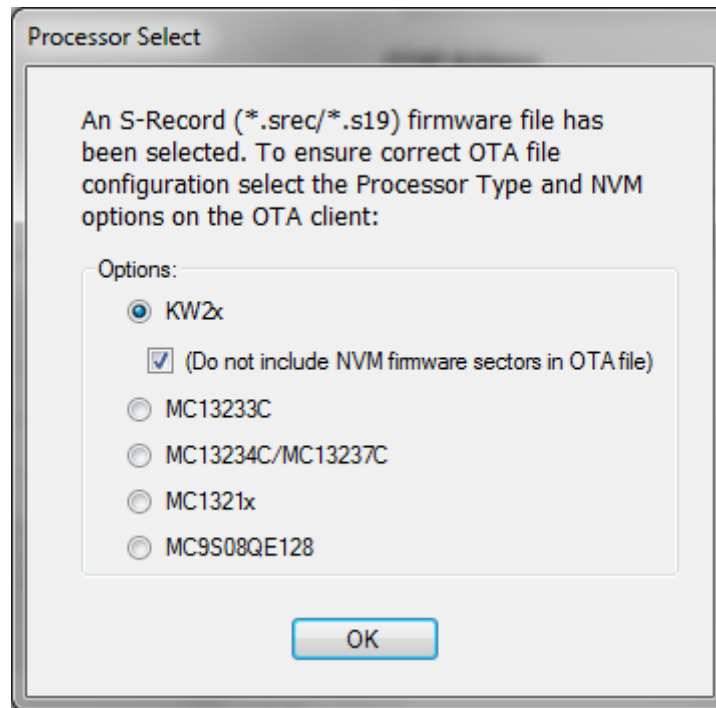 Processor Select
An S-Record (*.srec/*.s19) firmware file has
been selected. To ensure correct OTA file
configuration select the Processor Type and NVM
options on the OTA client:
Options:
KW2x
(Do not include NVM firmware sectors in OTA file)
MC13233C
MC13234C/MC13237C
MC1321x
MC9S08QE128
OK